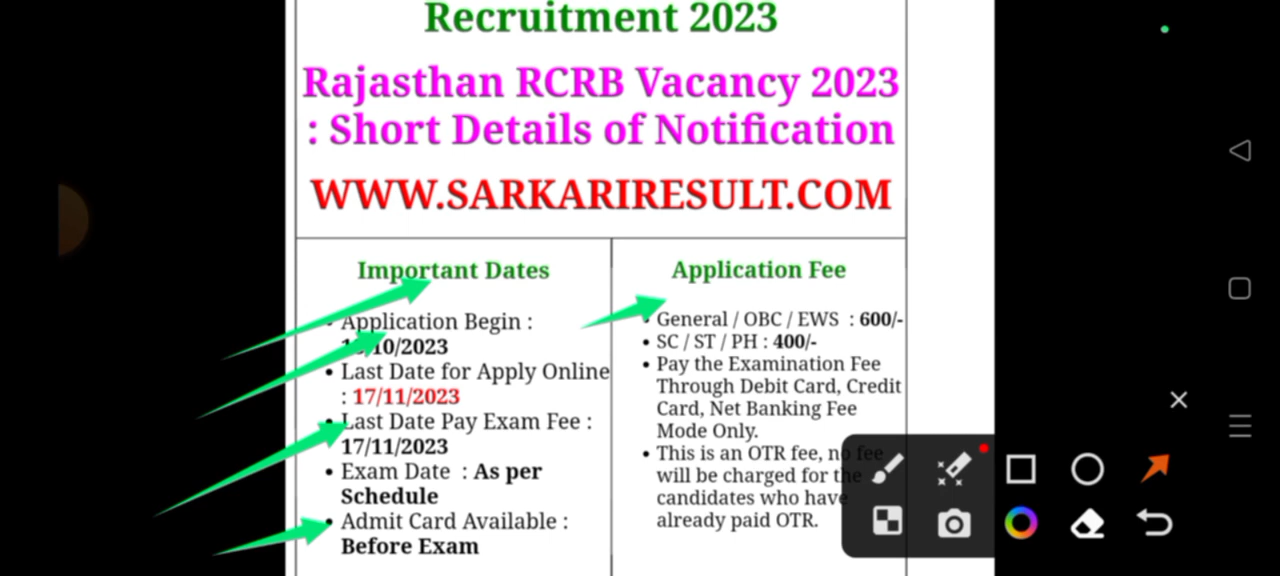 Recruitment 2023
Rajasthan RCRB Vacancy 2023
: Short Details of Notification
WWW.SARKARIRESULT.COM
Important Dates
Application Begin :
10/2023
Last Date for Apply Online
: 17/11/2023
Last Date Pay Exam Fee :
17/11/2023
Exam Date : As per
Schedule
Admit Card Available :
Before Exam
Application Fee
General / OBC / EWS : 600/-
SC / ST / PH : 400/-
Pay the Examination Fee
Through Debit Card, Credit
Card, Net Banking Fee
Mode Only.
This is an OTR fee, no fee
will be charged for the
candidates who have
already paid OTR.